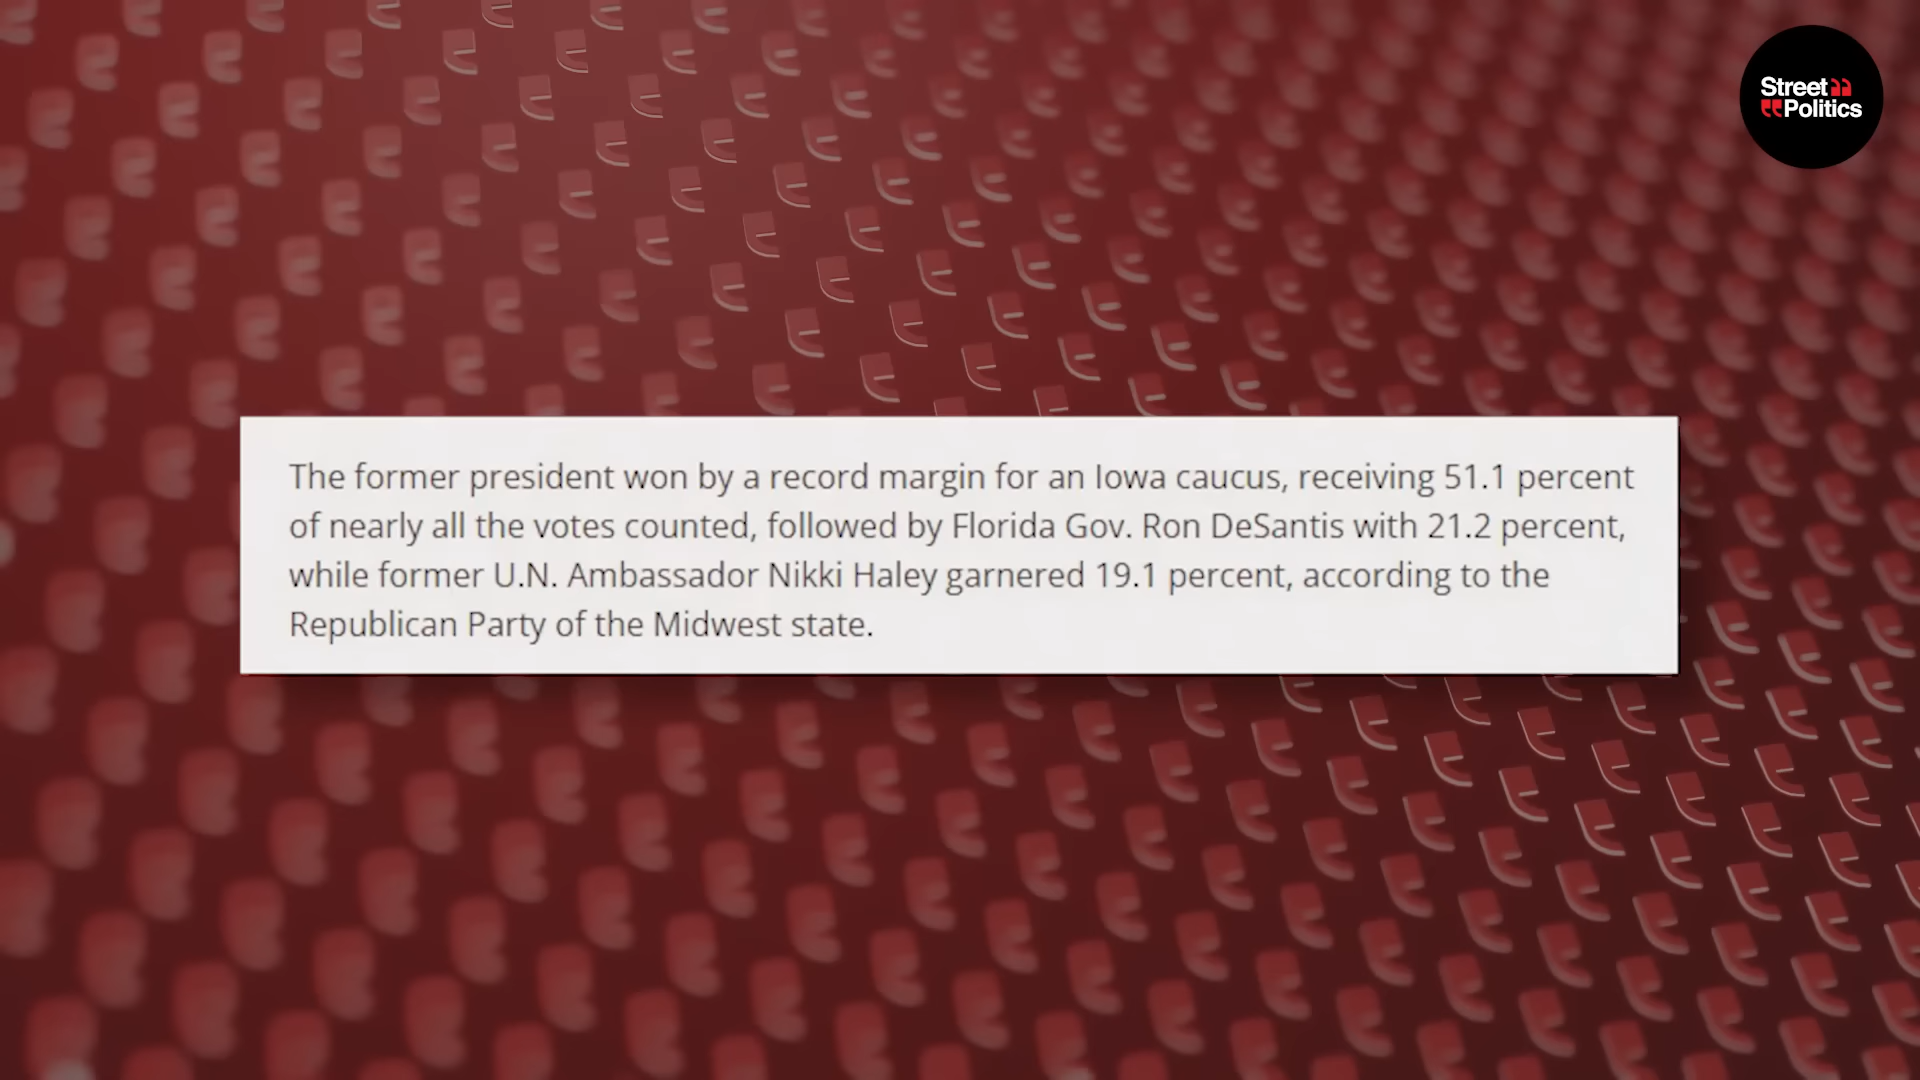 Street
Politics
The former president won by a record margin for an Iowa caucus, receiving 51.1 percent
of nearly all the votes counted, followed by Florida Gov. Ron DeSantis with 21.2 percent,
while former U.N. Ambassador Nikki Haley garnered 19.1 percent, according to the
Republican Party of the Midwest state.